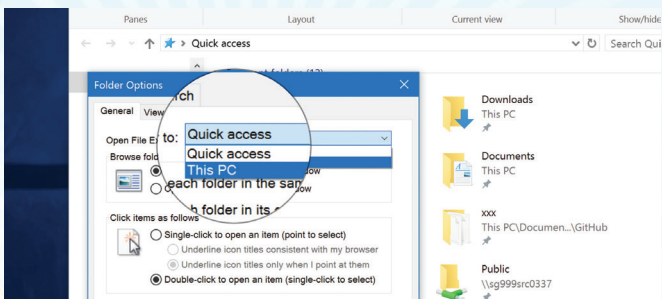 Panes Layout Current view Show/hide
Quick access Search Qui
Folder Options
General View
Open File Ex to: Quick access
Quick access
This PC
Browse fold
each folder in the sam
h folder in its
Click items as follows
Single-click to open an item (point to select)
Underline icon titles consistent with my browser
Underline icon titles only when I point at them
Double-click to open an item (single-click to select)
Downloads
This PC
Documents
This PC
xxx
This PC\Documen...\GitHub
Public
\\sg999src0337